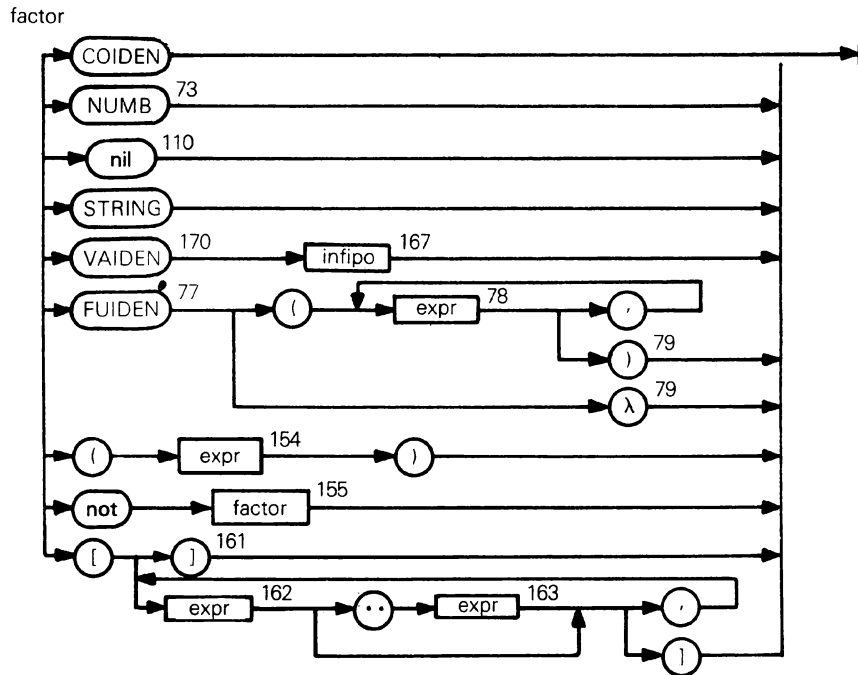 factor
COIDEN
NUMB 73
nil 110
STRING
VAIDEN 170 infipo 167
FUIDEN 77 ( expr 78 ,
) 79
λ 79
( expr 154 )
not factor 155
[ ] 161
expr 162 •• expr 163 ,
]